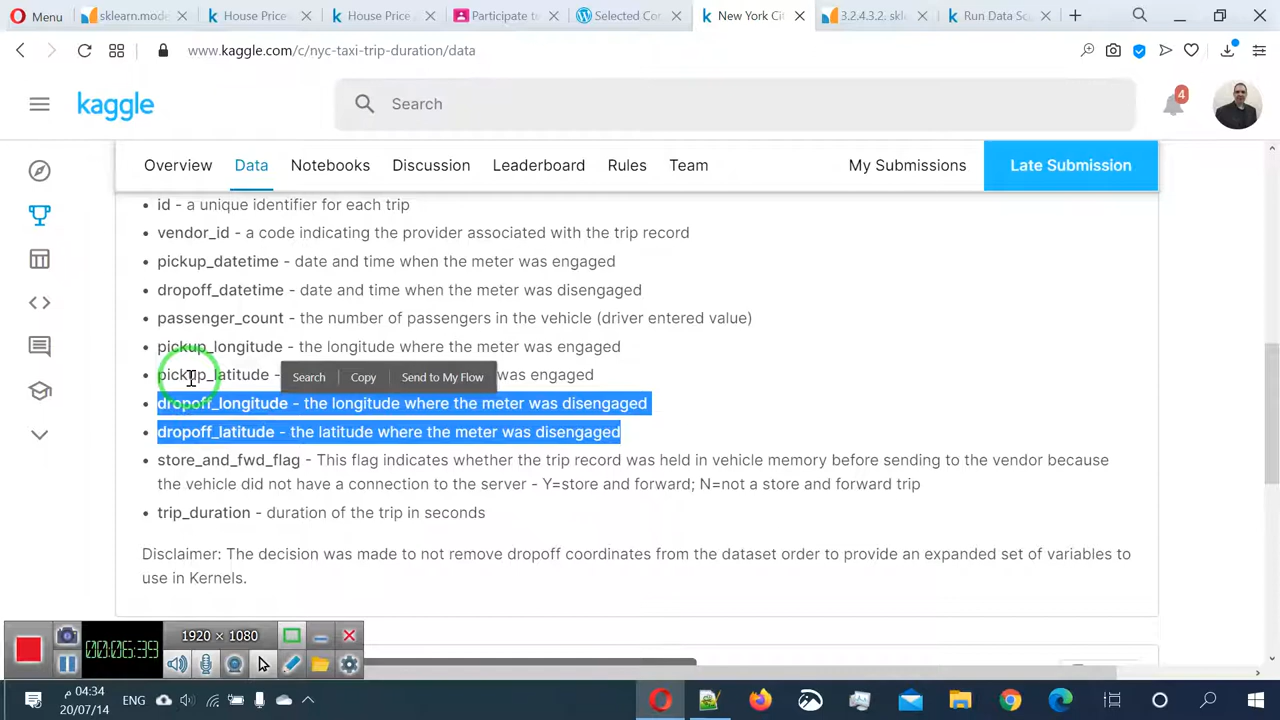 Menu
sklearn.mode
House Price
House Price
Participate to
Selected Cor
New York Ci
3.2.4.3.2. skl
Run Data Sc
www.kaggle.com/c/nyc-taxi-trip-duration/data
kaggle
Search
4
Overview Data Notebooks Discussion Leaderboard Rules Team My Submissions Late Submission
• id - a unique identifier for each trip
• vendor_id - a code indicating the provider associated with the trip record
• pickup_datetime - date and time when the meter was engaged
• dropoff_datetime - date and time when the meter was disengaged
• passenger_count - the number of passengers in the vehicle (driver entered value)
• pickup_longitude - the longitude where the meter was engaged
• pickup_latitude - was engaged
Search Copy Send to My Flow
• dropoff_longitude - the longitude where the meter was disengaged
• dropoff_latitude - the latitude where the meter was disengaged
• store_and_fwd_flag - This flag indicates whether the trip record was held in vehicle memory before sending to the vendor because
the vehicle did not have a connection to the server - Y=store and forward; N=not a store and forward trip
• trip_duration - duration of the trip in seconds
Disclaimer: The decision was made to not remove dropoff coordinates from the dataset order to provide an expanded set of variables to
use in Kernels.
00:06:39
1920 × 1080
04:34 م
20/07/14
ENG